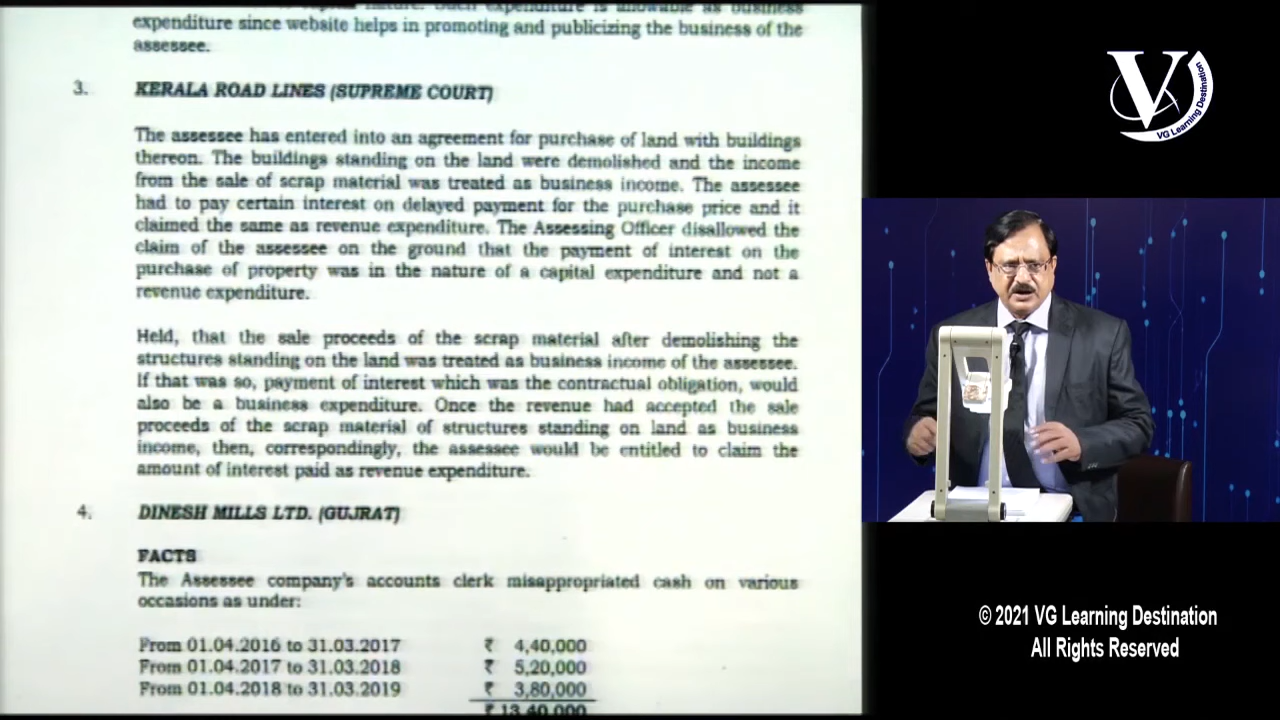 nature. Such expenditure is allowable as business
expenditure since website helps in promoting and publicizing the business of the
assessee.
3. KERALA ROAD LINES (SUPREME COURT)
The assessee has entered into an agreement for purchase of land with buildings
thereon. The buildings standing on the land were demolished and the income
from the sale of scrap material was treated as business income. The assessee
had to pay certain interest on delayed payment for the purchase price and it
claimed the same as revenue expenditure. The Assessing Officer disallowed the
claim of the assessee on the ground that the payment of interest on the
purchase of property was in the nature of a capital expenditure and not a
revenue expenditure.
Held, that the sale proceeds of the scrap material after demolishing the
structures standing on the land was treated as business income of the assessee.
If that was so, payment of interest which was the contractual obligation, would
also be a business expenditure. Once the revenue had accepted the sale
proceeds of the scrap material of structures standing on land as business
income, then, correspondingly, the assessee would be entitled to claim the
amount of interest paid as revenue expenditure.
4. DINESH MILLS LTD. (GUJRAT)
FACTS
The Assessee company's accounts clerk misappropriated cash on various
occasions as under:
From 01.04.2016 to 31.03.2017 ₹ 4,40,000
From 01.04.2017 to 31.03.2018 ₹ 5,20,000
From 01.04.2018 to 31.03.2019 ₹ 3,80,000
₹ 13,40,000
V
VG Learning Destination
© 2021 VG Learning Destination
All Rights Reserved